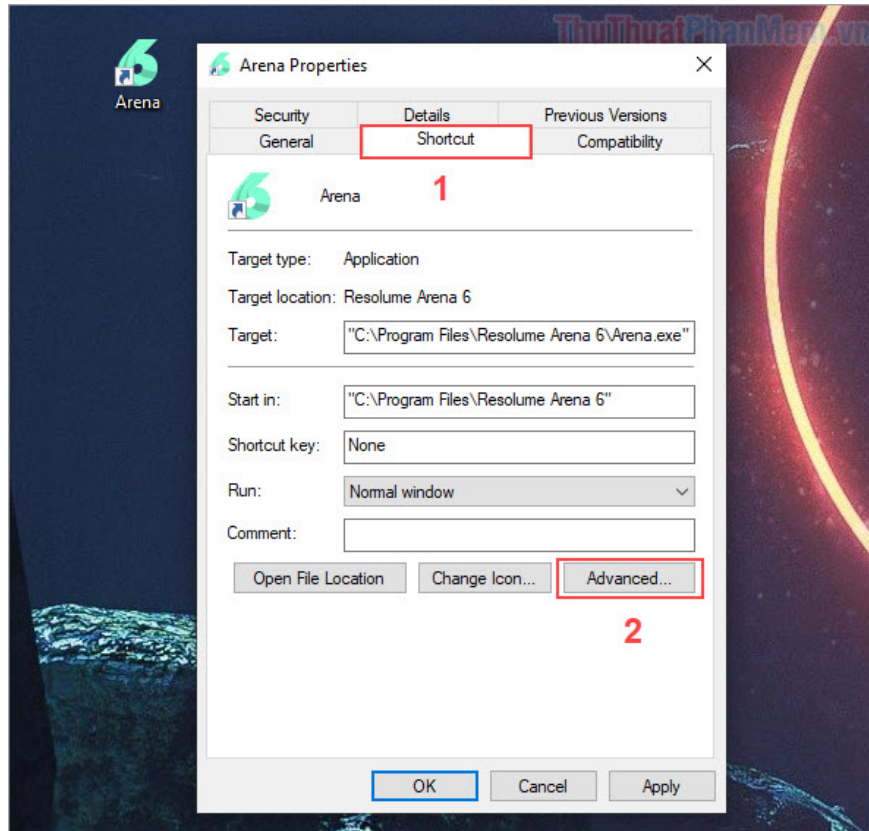 ThuThuatPhanMem.vn
Arena
Arena Properties
Security Details Previous Versions
General Shortcut Compatibility
1
Arena
Target type: Application
Target location: Resolume Arena 6
Target: "C:\Program Files\Resolume Arena 6\Arena.exe"
Start in: "C:\Program Files\Resolume Arena 6"
Shortcut key: None
Run: Normal window
Comment:
Open File Location Change Icon... Advanced...
2
OK Cancel Apply